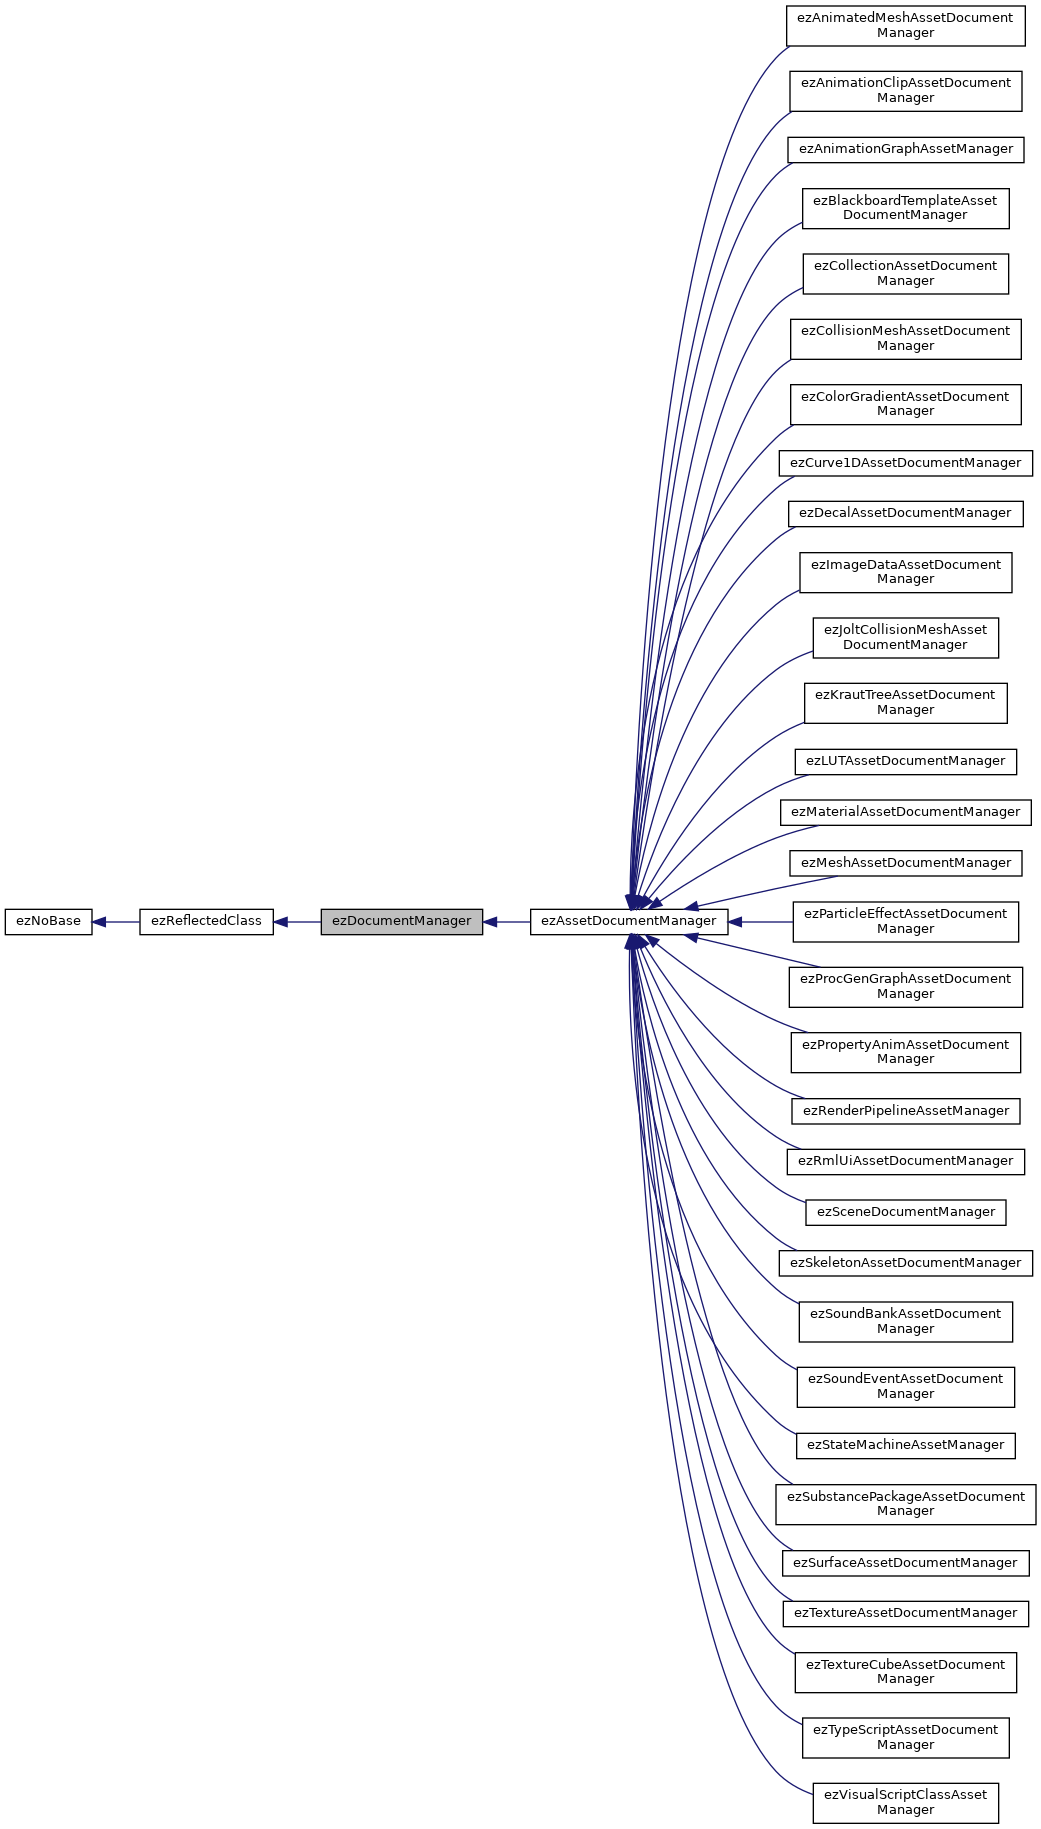 ezAnimatedMeshAssetDocument
Manager
ezAnimationClipAssetDocument
Manager
ezAnimationGraphAssetManager
ezBlackboardTemplateAsset
DocumentManager
ezCollectionAssetDocument
Manager
ezCollisionMeshAssetDocument
Manager
ezColorGradientAssetDocument
Manager
ezCurve1DAssetDocumentManager
ezDecalAssetDocumentManager
ezImageDataAssetDocument
Manager
ezJoltCollisionMeshAsset
DocumentManager
ezKrautTreeAssetDocument
Manager
ezLUTAssetDocumentManager
ezMaterialAssetDocumentManager
ezMeshAssetDocumentManager
ezNoBase
ezReflectedClass
ezDocumentManager
ezAssetDocumentManager
ezParticleEffectAssetDocument
Manager
ezProcGenGraphAssetDocument
Manager
ezPropertyAnimAssetDocument
Manager
ezRenderPipelineAssetManager
ezRmlUiAssetDocumentManager
ezSceneDocumentManager
ezSkeletonAssetDocumentManager
ezSoundBankAssetDocument
Manager
ezSoundEventAssetDocument
Manager
ezStateMachineAssetManager
ezSubstancePackageAssetDocument
Manager
ezSurfaceAssetDocumentManager
ezTextureAssetDocumentManager
ezTextureCubeAssetDocument
Manager
ezTypeScriptAssetDocument
Manager
ezVisualScriptClassAsset
Manager